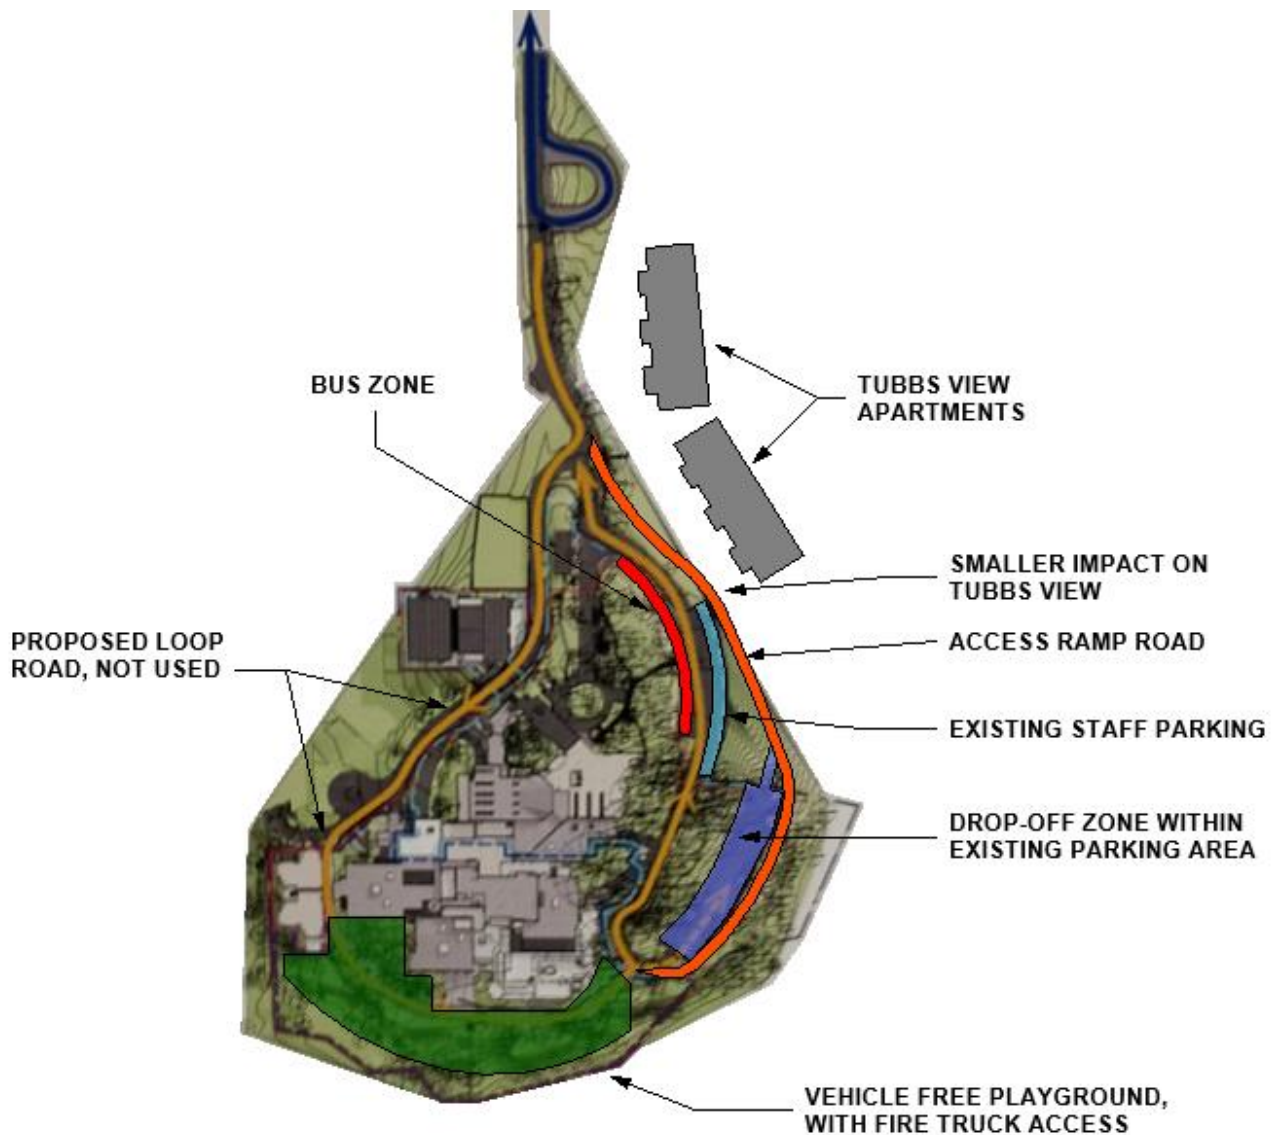 BUS ZONE
TUBBS VIEW
APARTMENTS
SMALLER IMPACT ON
TUBBS VIEW
PROPOSED LOOP
ROAD, NOT USED
ACCESS RAMP ROAD
EXISTING STAFF PARKING
DROP-OFF ZONE WITHIN
EXISTING PARKING AREA
VEHICLE FREE PLAYGROUND,
WITH FIRE TRUCK ACCESS